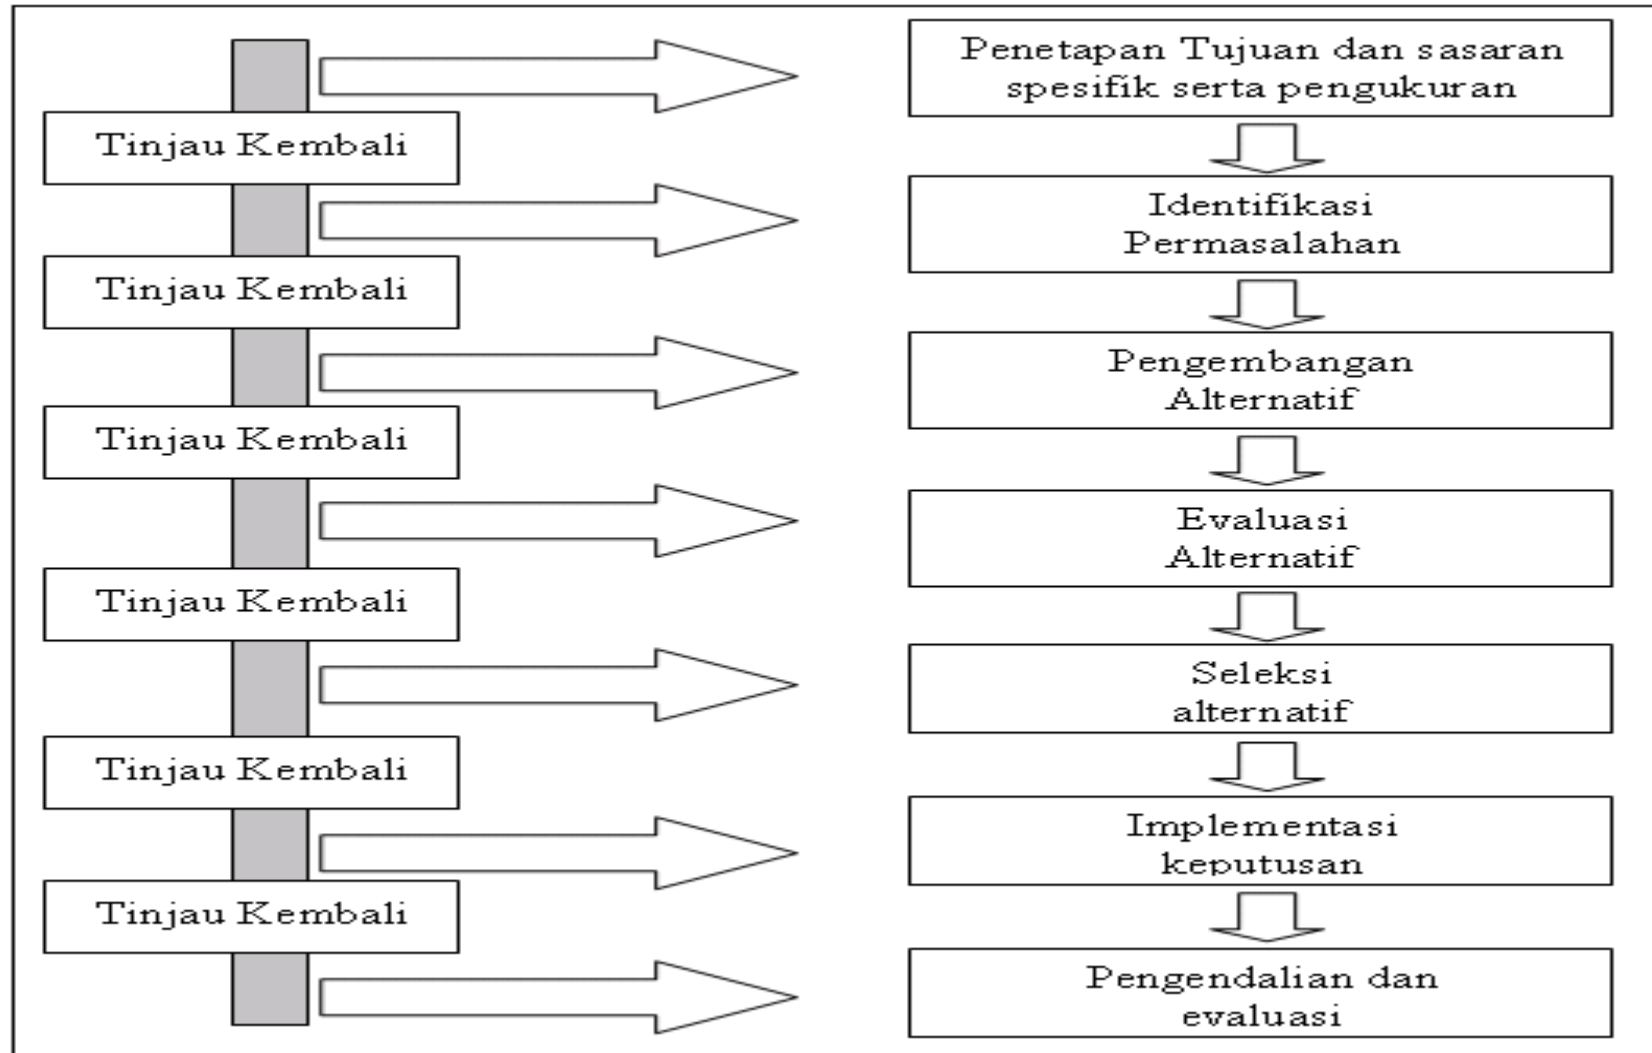 Penetapan Tujuan dan sasaran
spesifik serta pengukuran
Tinjau Kembali
Identifikasi
Permasalahan
Tinjau Kembali
Pengembangan
Alternatif
Tinjau Kembali
Evaluasi
Alternatif
Tinjau Kembali
Seleksi
alternatif
Tinjau Kembali
Implementasi
keputusan
Tinjau Kembali
Pengendalian dan
evaluasi